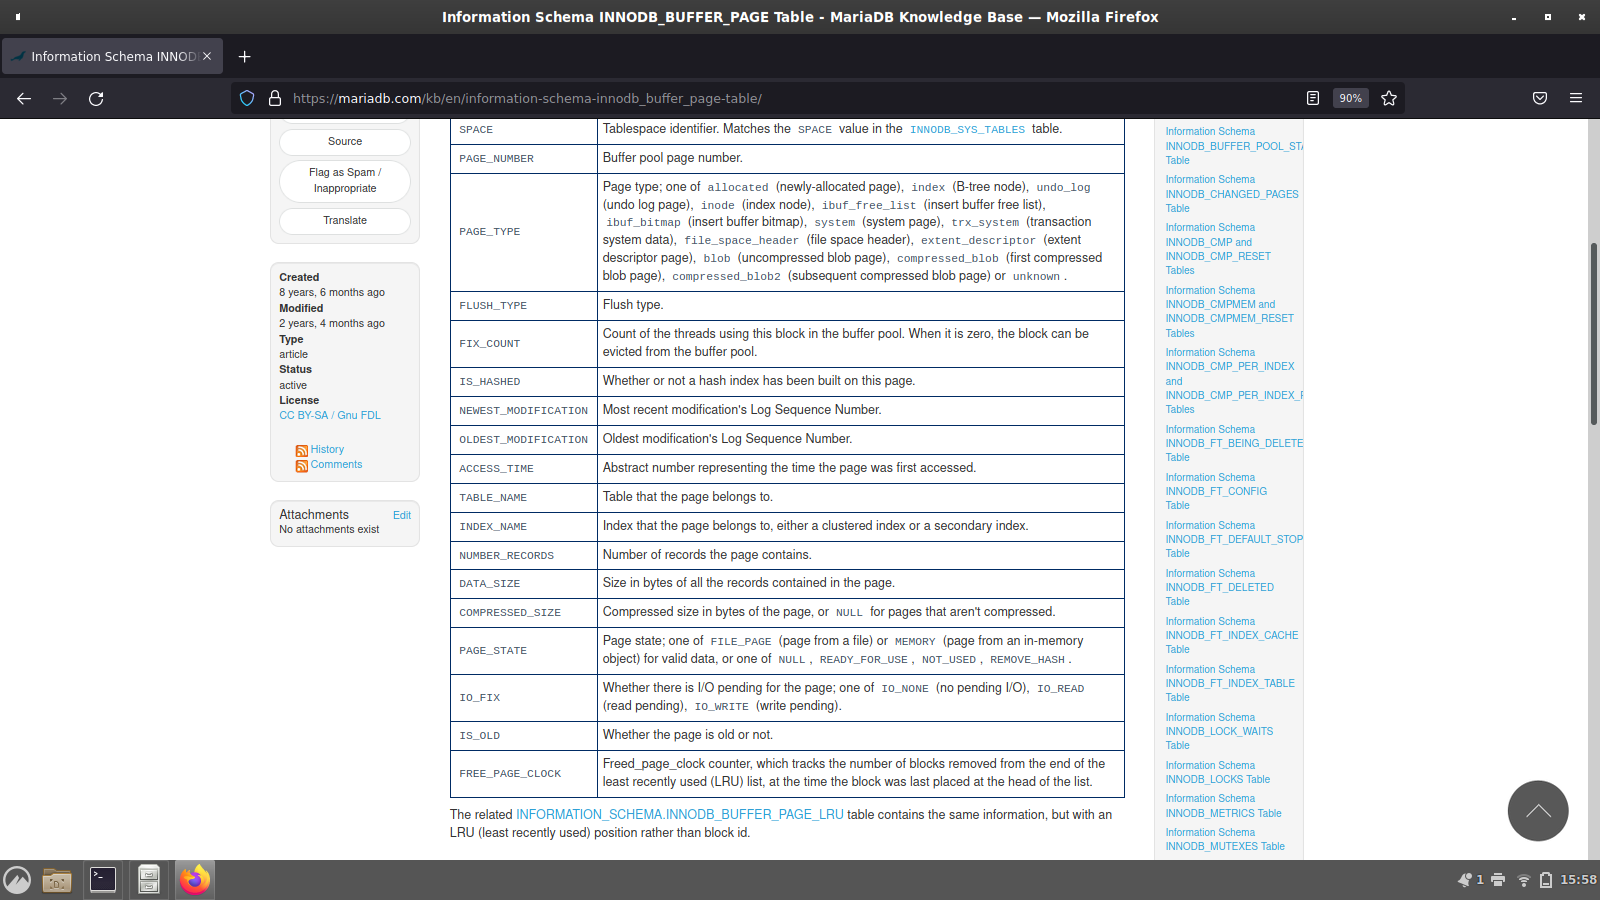 Information Schema INNODB_BUFFER_PAGE Table - MariaDB Knowledge Base — Mozilla Firefox
Information Schema INNOD
https://mariadb.com/kb/en/information-schema-innodb_buffer_page-table/
90%
Source
Flag as Spam /
Inappropriate
Translate
Created
8 years, 6 months ago
Modified
2 years, 4 months ago
Type
article
Status
active
License
CC BY-SA / Gnu FDL
History
Comments
Attachments Edit
No attachments exist
SPACE Tablespace identifier. Matches the SPACE value in the INNODB_SYS_TABLES table.
PAGE_NUMBER Buffer pool page number.
PAGE_TYPE
Page type; one of allocated (newly-allocated page), index (B-tree node), undo_log
(undo log page), inode (index node), ibuf_free_list (insert buffer free list),
ibuf_bitmap (insert buffer bitmap), system (system page), trx_system (transaction
system data), file_space_header (file space header), extent_descriptor (extent
descriptor page), blob (uncompressed blob page), compressed_blob (first compressed
blob page), compressed_blob2 (subsequent compressed blob page) or unknown .
FLUSH_TYPE Flush type.
FIX_COUNT
Count of the threads using this block in the buffer pool. When it is zero, the block can be
evicted from the buffer pool.
IS_HASHED Whether or not a hash index has been built on this page.
NEWEST_MODIFICATION Most recent modification's Log Sequence Number.
OLDEST_MODIFICATION Oldest modification's Log Sequence Number.
ACCESS_TIME Abstract number representing the time the page was first accessed.
TABLE_NAME Table that the page belongs to.
INDEX_NAME Index that the page belongs to, either a clustered index or a secondary index.
NUMBER_RECORDS Number of records the page contains.
DATA_SIZE Size in bytes of all the records contained in the page.
COMPRESSED_SIZE Compressed size in bytes of the page, or NULL for pages that aren't compressed.
PAGE_STATE
Page state; one of FILE_PAGE (page from a file) or MEMORY (page from an in-memory
object) for valid data, or one of NULL , READY_FOR_USE , NOT_USED , REMOVE_HASH .
IO_FIX
Whether there is I/O pending for the page; one of IO_NONE (no pending I/O), IO_READ
(read pending), IO_WRITE (write pending).
IS_OLD Whether the page is old or not.
FREE_PAGE_CLOCK
Freed_page_clock counter, which tracks the number of blocks removed from the end of the
least recently used (LRU) list, at the time the block was last placed at the head of the list.
The related INFORMATION_SCHEMA.INNODB_BUFFER_PAGE_LRU table contains the same information, but with an
LRU (least recently used) position rather than block id.
Information Schema
INNODB_BUFFER_POOL_STA
Table
Information Schema
INNODB_CHANGED_PAGES
Table
Information Schema
INNODB_CMP and
INNODB_CMP_RESET
Tables
Information Schema
INNODB_CMPMEM and
INNODB_CMPMEM_RESET
Tables
Information Schema
INNODB_CMP_PER_INDEX
and
INNODB_CMP_PER_INDEX_R
Tables
Information Schema
INNODB_FT_BEING_DELETE
Table
Information Schema
INNODB_FT_CONFIG
Table
Information Schema
INNODB_FT_DEFAULT_STOP
Table
Information Schema
INNODB_FT_DELETED
Table
Information Schema
INNODB_FT_INDEX_CACHE
Table
Information Schema
INNODB_FT_INDEX_TABLE
Table
Information Schema
INNODB_LOCK_WAITS
Table
Information Schema
INNODB_LOCKS Table
Information Schema
INNODB_METRICS Table
Information Schema
INNODB_MUTEXES Table
1 15:58